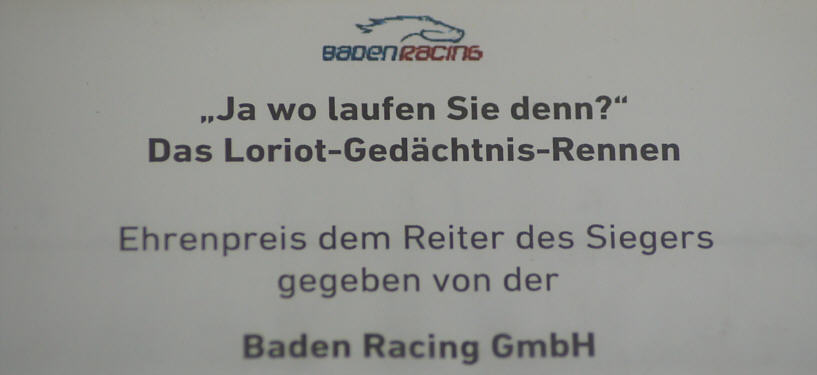 BADEN RACING
„Ja wo laufen Sie denn?“
Das Loriot-Gedächtnis-Rennen
Ehrenpreis dem Reiter des Siegers
gegeben von der
Baden Racing GmbH